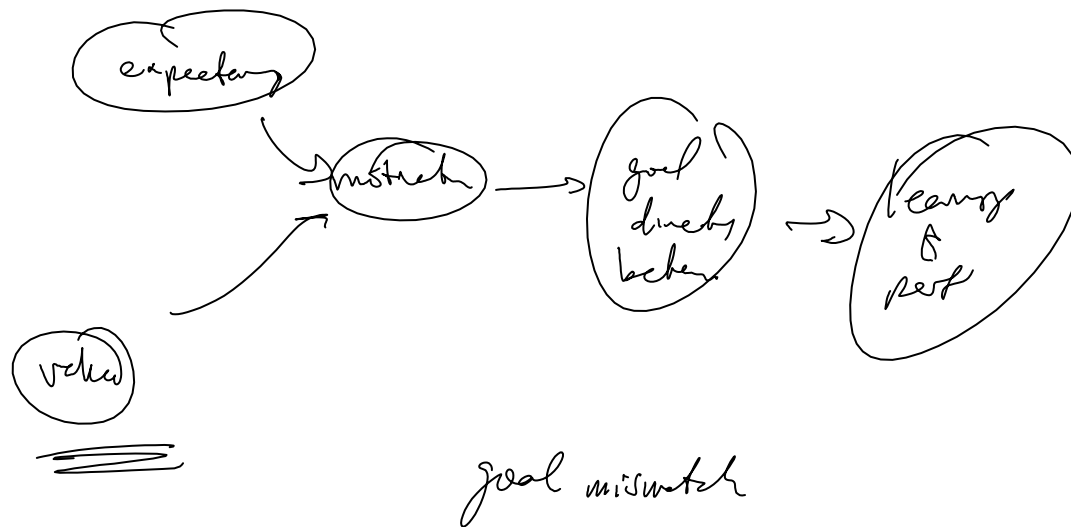 expectancy
value
motivation
goal
directed
behav.
learning
&
perf
goal mismatch